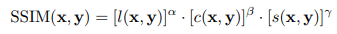 SSIM(x, y) = [l(x, y)]^α · [c(x, y)]^β · [s(x, y)]^γ